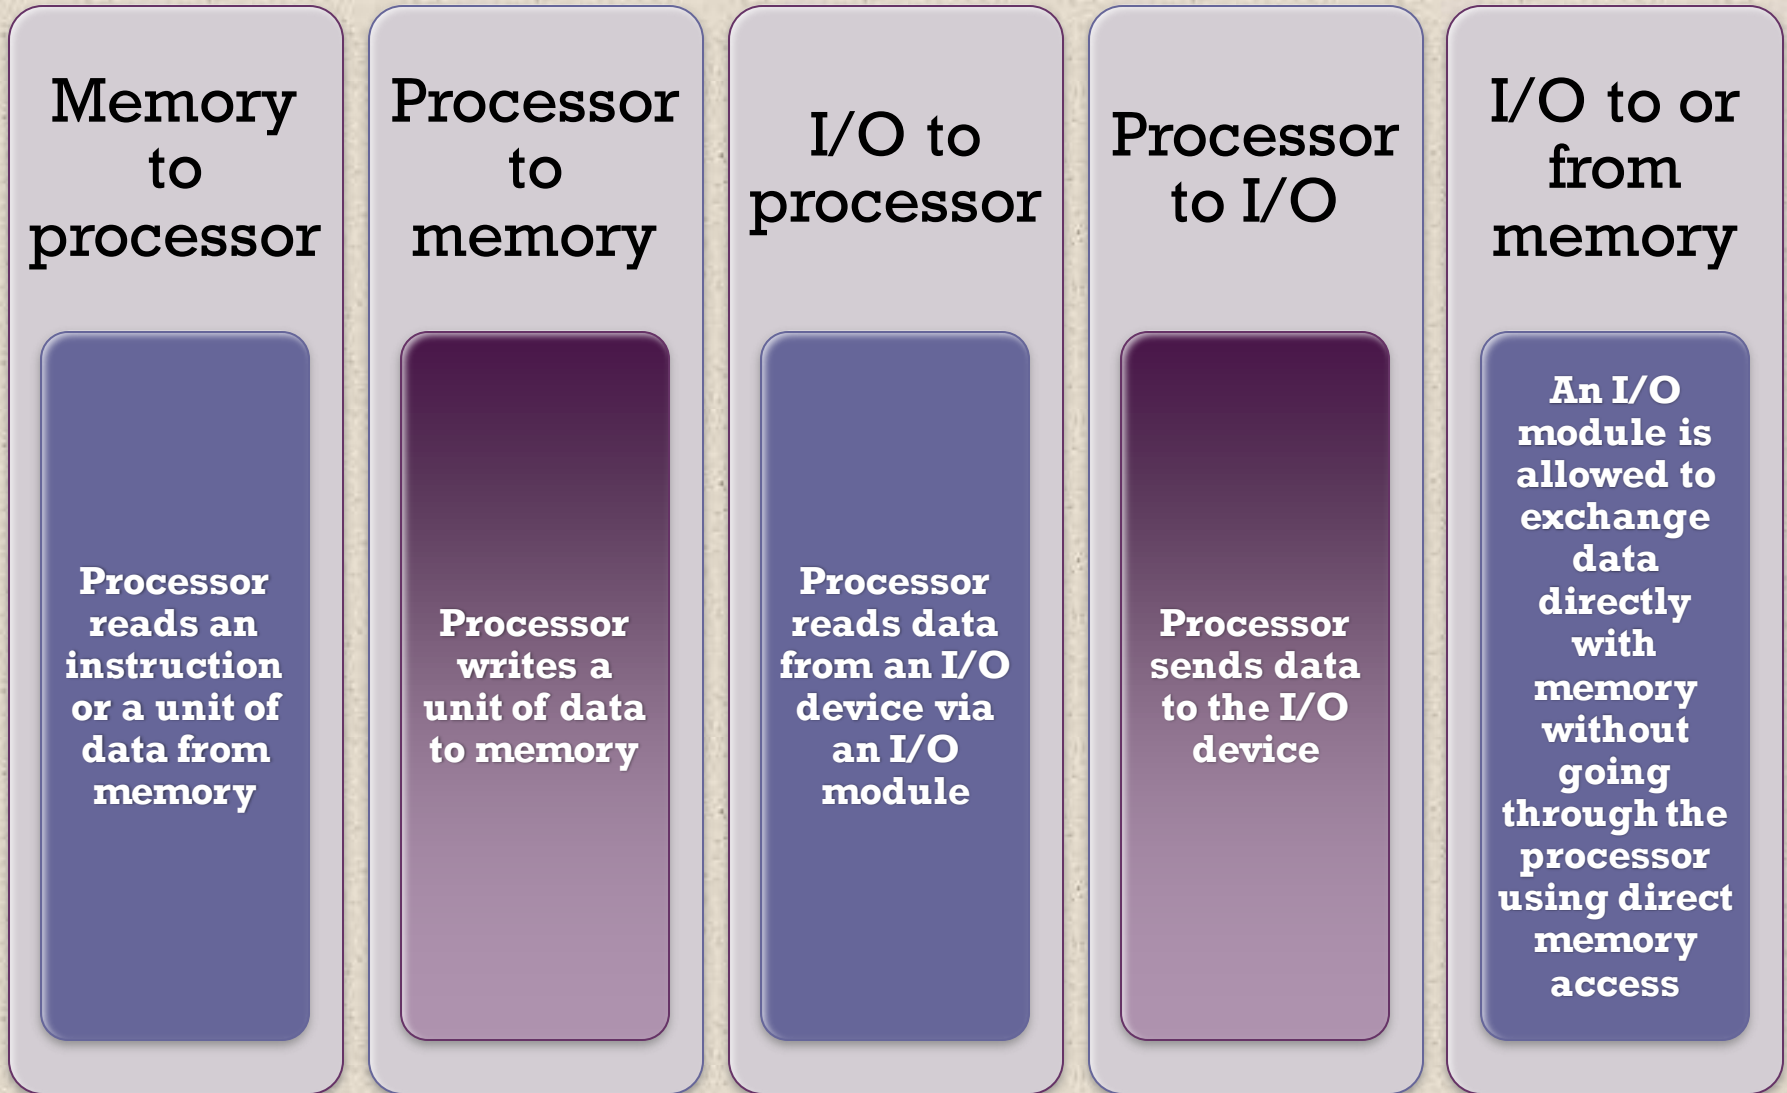 Memory
to
processor
Processor
reads an
instruction
or a unit of
data from
memory
Processor
to
memory
Processor
writes a
unit of data
to memory
I/O to
processor
Processor
reads data
from an I/O
device via
an I/O
module
Processor
to I/O
Processor
sends data
to the I/O
device
I/O to or
from
memory
An I/O
module is
allowed to
exchange
data
directly
with
memory
without
going
through the
processor
using direct
memory
access